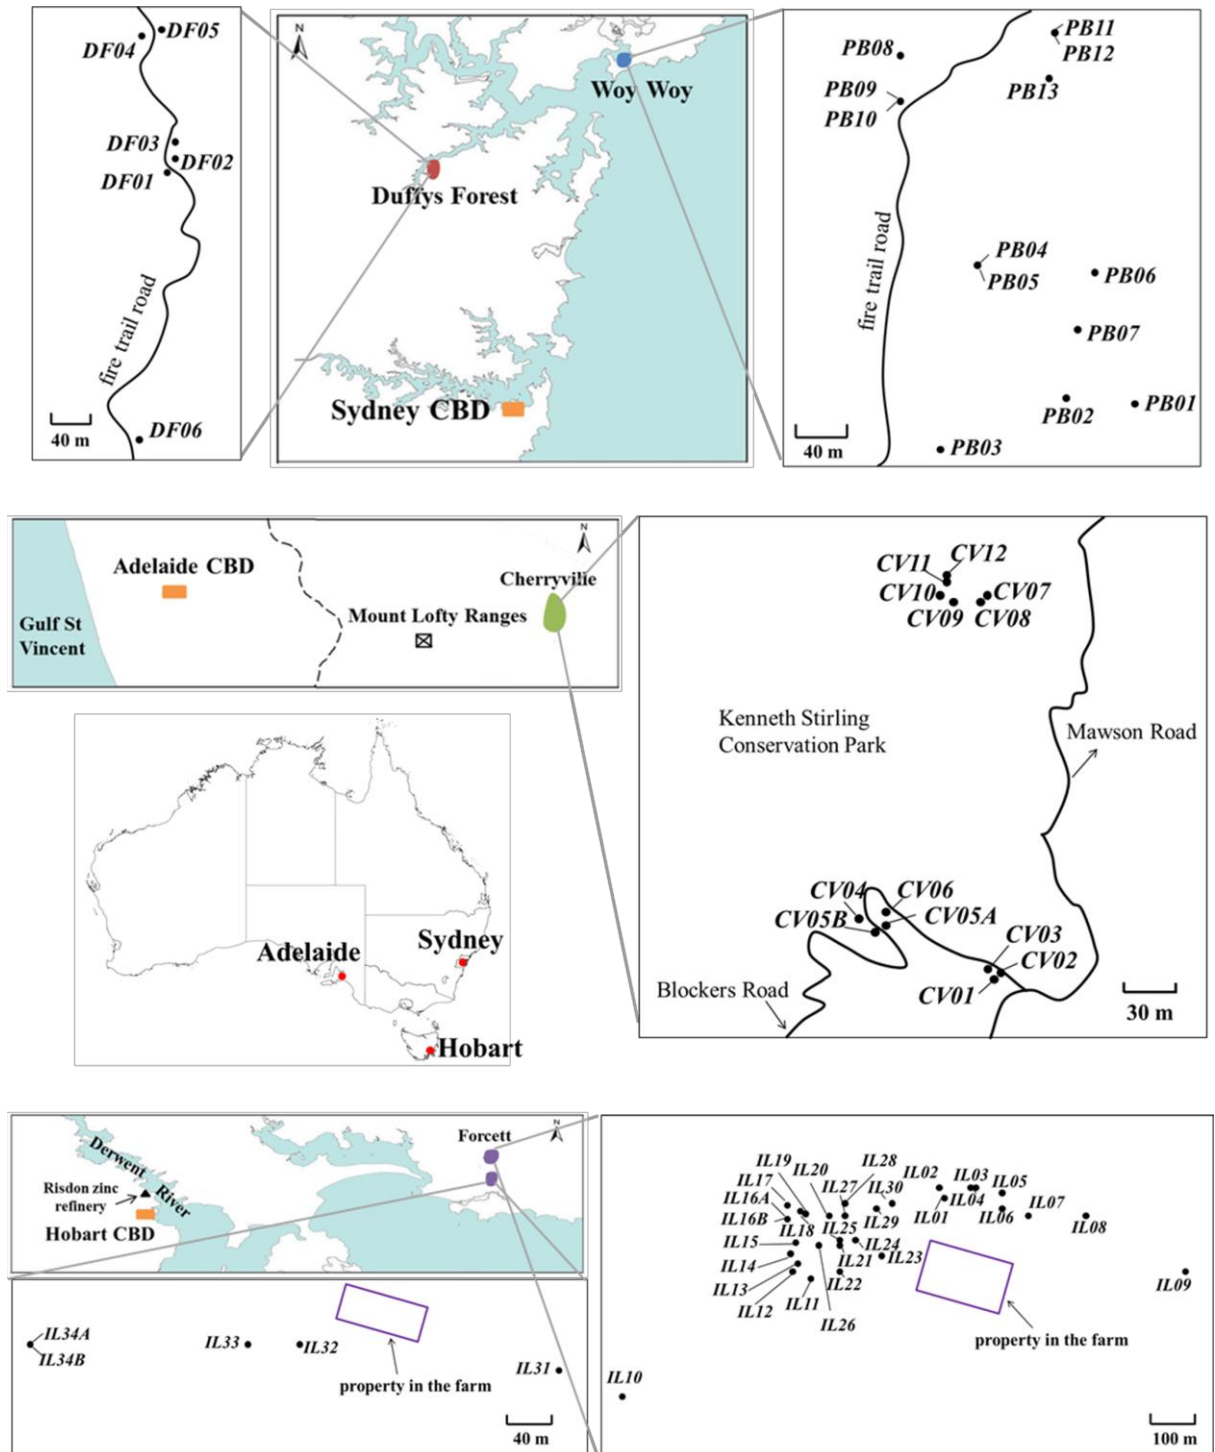 DF05
DF04
DF03
DF02
DF01
fire trail road
DF06
40 m
N
Woy Woy
Duffys Forest
Sydney CBD
PB11
PB12
PB08
PB13
PB09
PB10
PB04
PB05
PB06
fire trail road
PB07
PB02
PB01
PB03
40 m
N
Adelaide CBD
Cherryville
Gulf St
Vincent
Mount Lofty Ranges
CV12
CV11
CV10
CV07
CV09
CV08
Kenneth Stirling
Conservation Park
Mawson Road
CV04
CV06
CV05B
CV05A
CV03
CV02
CV01
Blockers Road
30 m
Adelaide
Sydney
Hobart
Derwent
River
Risdon zinc
refinery
Hobart CBD
Forcett
N
IL34A
IL34B
IL33
IL32
IL31
property in the farm
40 m
IL19
IL20
IL28
IL17
IL27
IL30
IL02
IL03
IL05
IL16A
IL04
IL07
IL16B
IL18
IL25
IL29
IL01
IL06
IL08
IL15
IL24
IL23
IL14
IL21
IL13
IL22
IL12
IL11
IL26
IL09
property in the farm
IL10
100 m